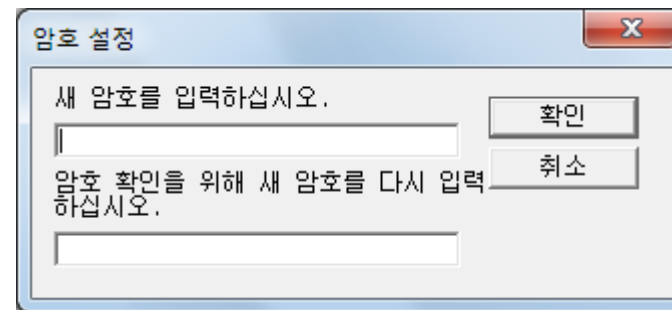 암호 설정
새 암호를 입력하십시오.
확인
암호 확인을 위해 새 암호를 다시 입력
하십시오.
취소